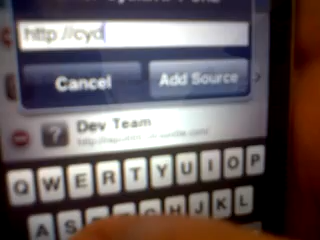 http://cyd
Cancel
Add Source
Dev Team
Q W E R T Y U I O P
A S G H J K L